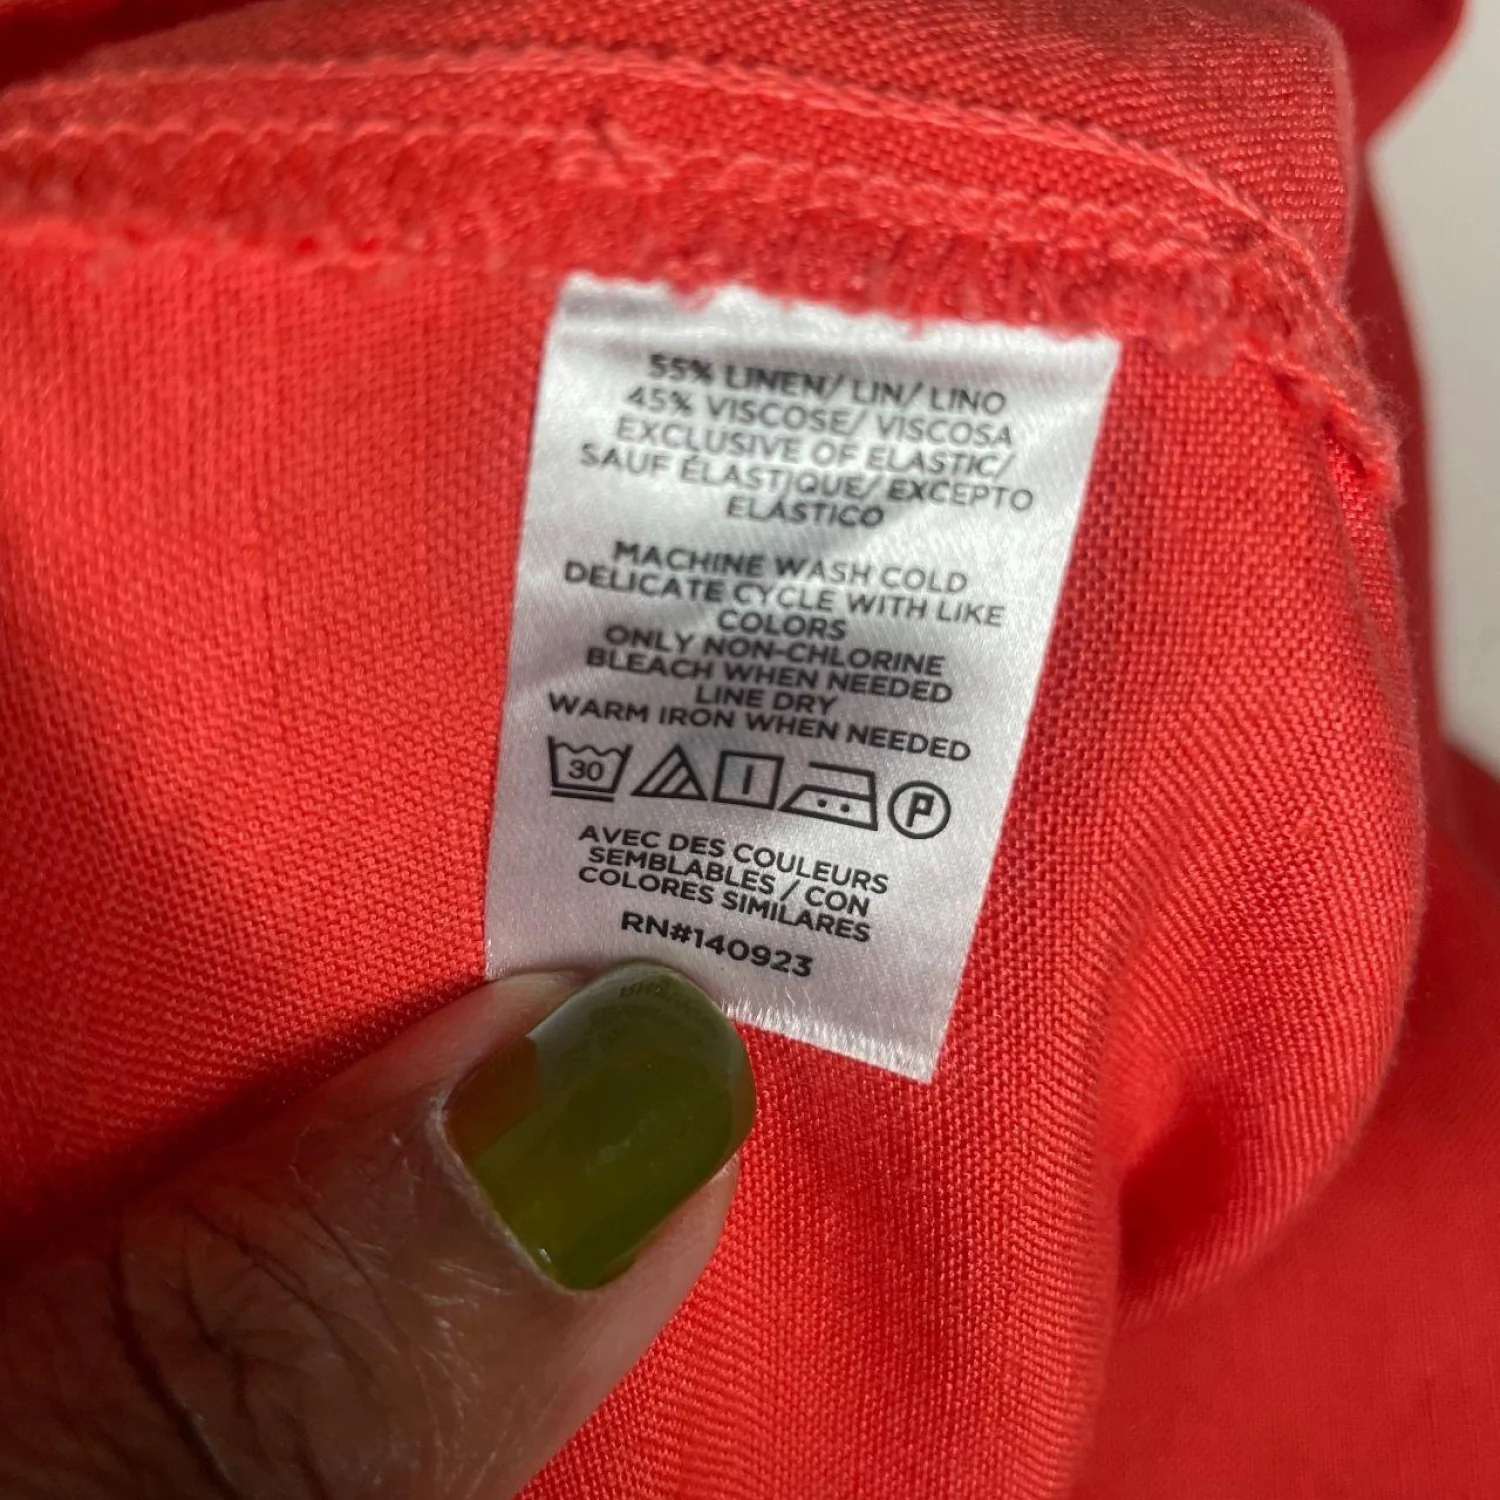 55% LINEN/ LIN/ LINO
45% VISCOSE/ VISCOSA
EXCLUSIVE OF ELASTIC/
SAUF ÉLASTIQUE/ EXCEPTO
ELÁSTICO
MACHINE WASH COLD
DELICATE CYCLE WITH LIKE
COLORS
ONLY NON-CHLORINE
BLEACH WHEN NEEDED
LINE DRY
WARM IRON WHEN NEEDED
30 P
AVEC DES COULEURS
SEMBLABLES / CON
COLORES SIMILARES
RN#140923